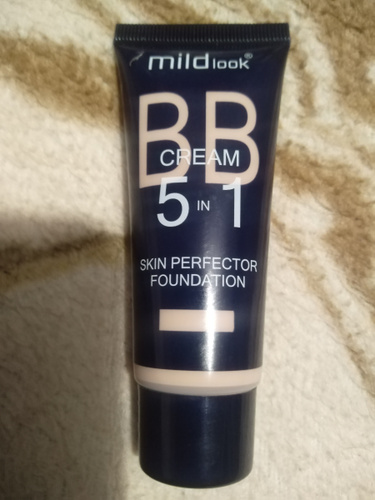 mildlook®
BB
CREAM
5 IN 1
SKIN PERFECTOR
FOUNDATION